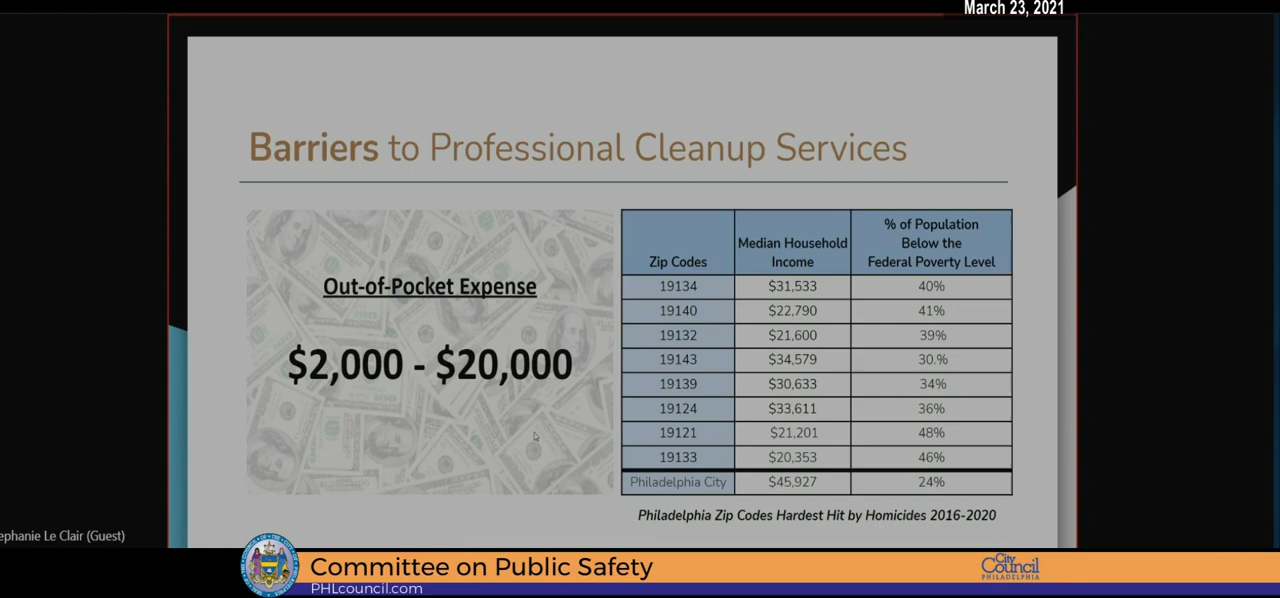 March 23, 2021
Barriers to Professional Cleanup Services
Out-of-Pocket Expense
$2,000 - $20,000
Zip Codes
Median Household
Income
% of Population
Below the
Federal Poverty Level
19134 $31,533 40%
19140 $22,790 41%
19132 $21,600 39%
19143 $34,579 30.%
19139 $30,633 34%
19124 $33,611 36%
19121 $21,201 48%
19133 $20,353 46%
Philadelphia City $45,927 24%
Philadelphia Zip Codes Hardest Hit by Homicides 2016-2020
ephanie Le Clair (Guest)
Committee on Public Safety
PHLcouncil.com
City
Council
PHILADELPHIA